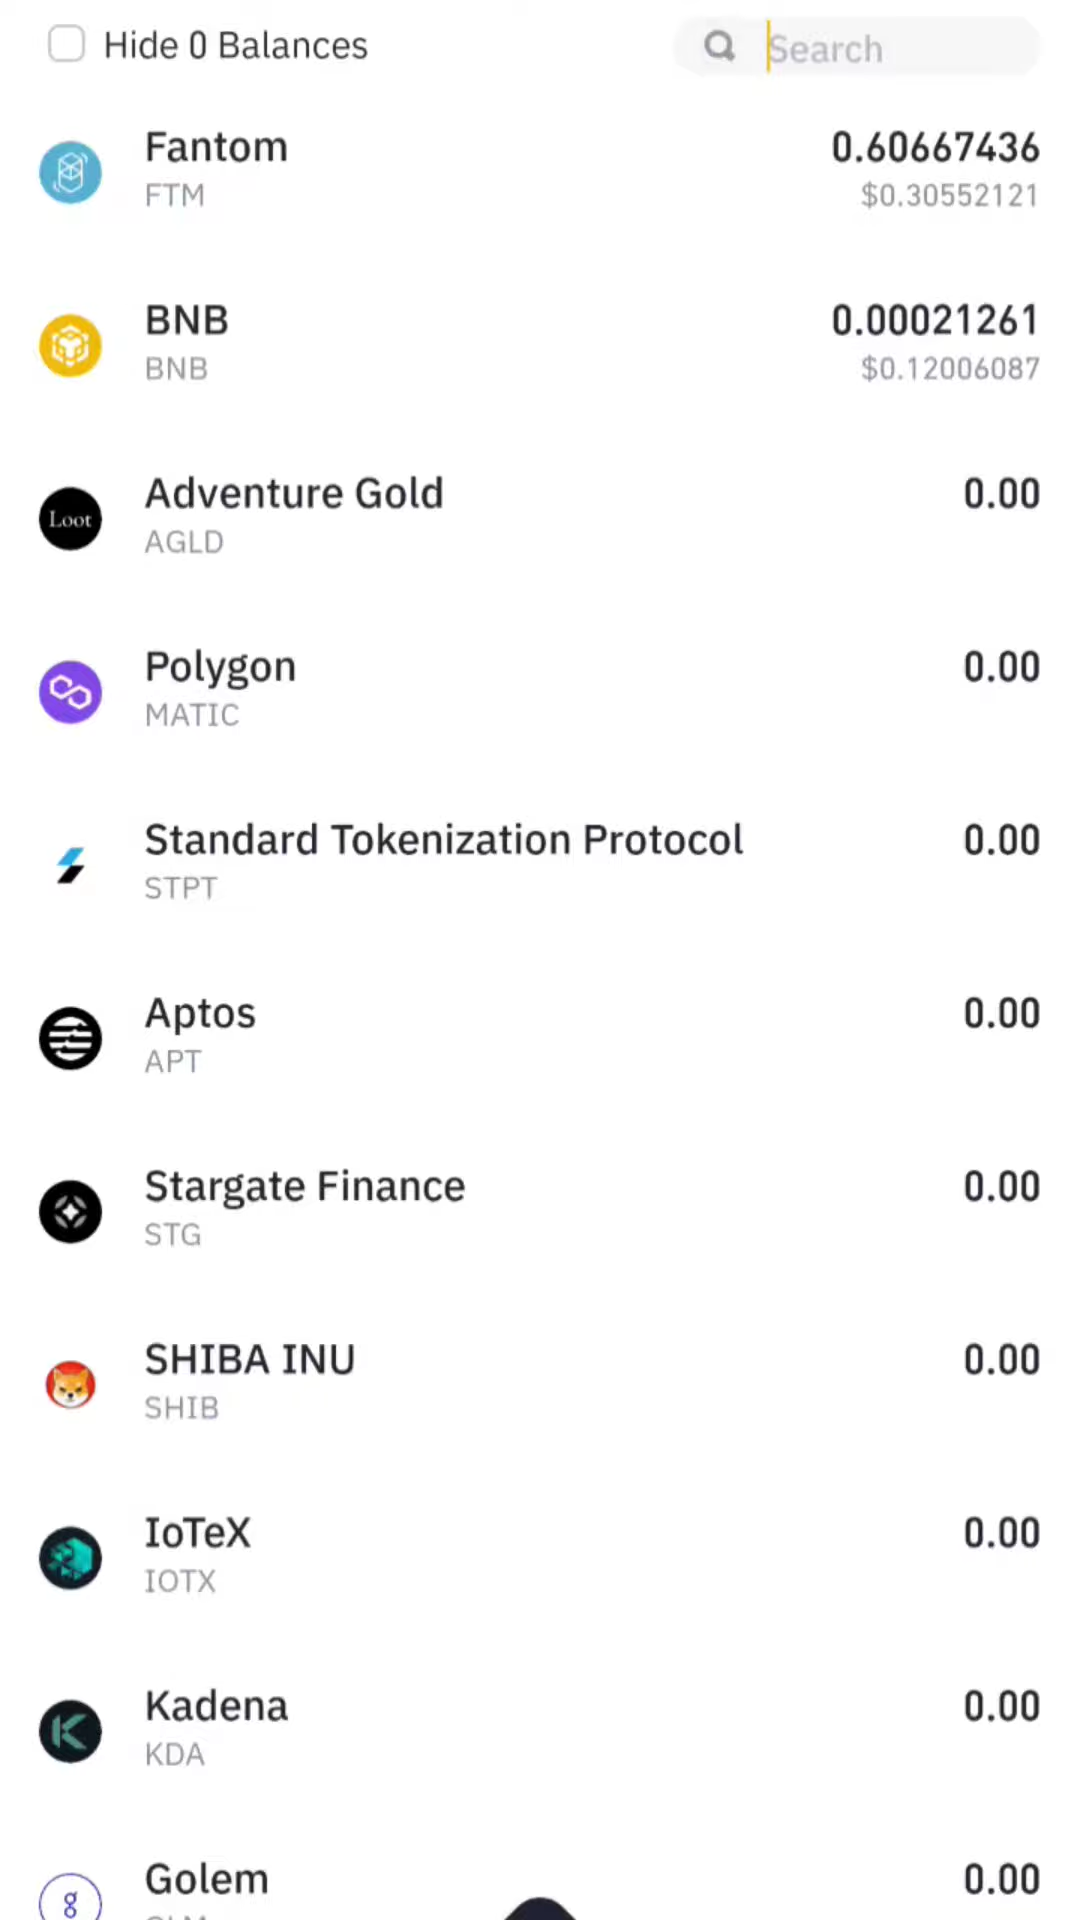 Hide 0 Balances
Search
Fantom
0.60667436
FTM
$0.30552121
BNB
0.00021261
BNB
$0.12006087
Loot
Adventure Gold
0.00
AGLD
Polygon
0.00
MATIC
Standard Tokenization Protocol
0.00
STPT
Aptos
0.00
APT
Stargate Finance
0.00
STG
SHIBA INU
0.00
SHIB
IoTeX
0.00
IOTX
Kadena
0.00
KDA
Golem
0.00